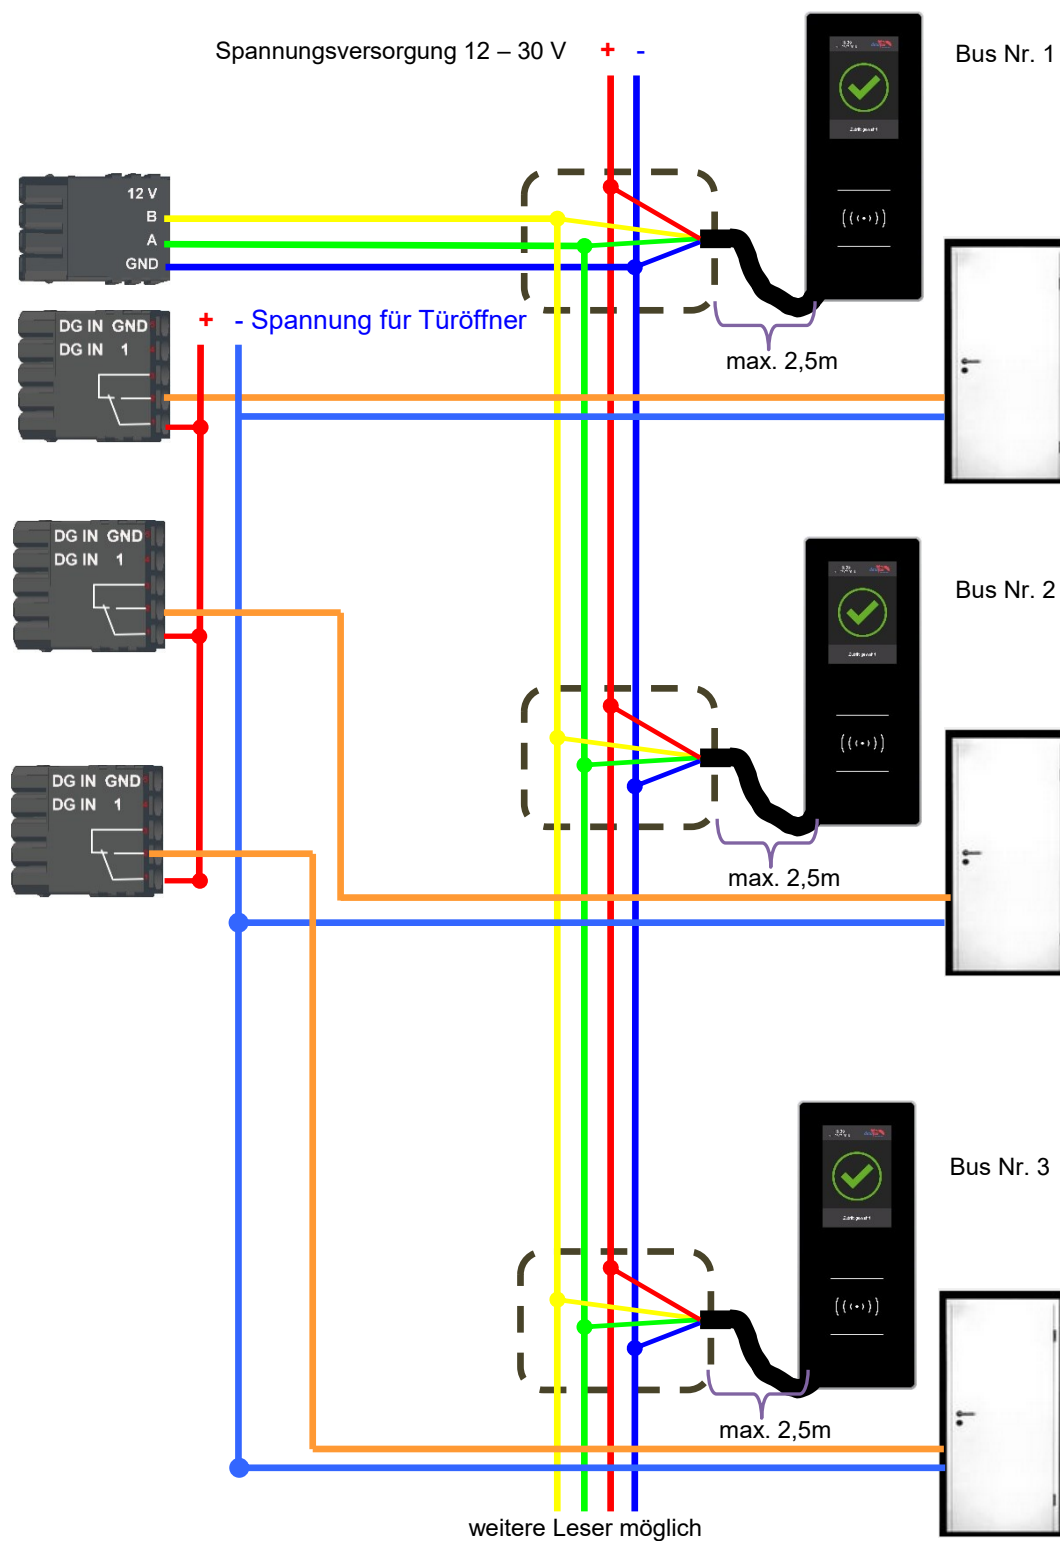 Spannungsversorgung 12 – 30 V + -
Bus Nr. 1
12 V
B
A
GND
DG IN GND
DG IN 1
+ - Spannung für Türöffner
max. 2,5m
DG IN GND
DG IN 1
Bus Nr. 2
DG IN GND
DG IN 1
max. 2,5m
Bus Nr. 3
max. 2,5m
weitere Leser möglich